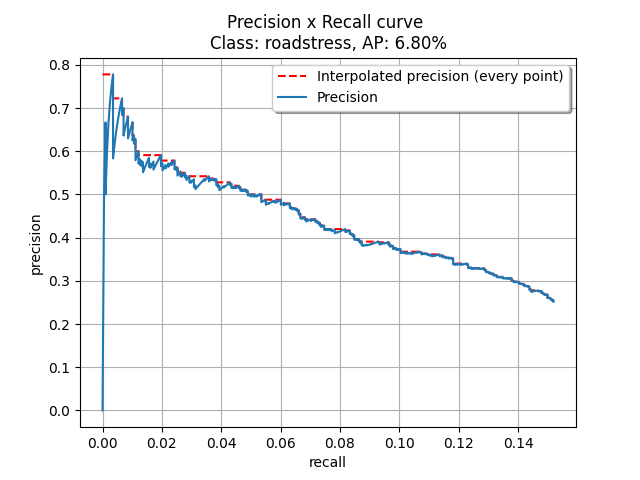 Precision x Recall curve
Class: roadstress, AP: 6.80%
Interpolated precision (every point)
Precision
0.8
0.7
0.6
0.5
0.4
0.3
0.2
0.1
0.0
precision
0.00 0.02 0.04 0.06 0.08 0.10 0.12 0.14
recall